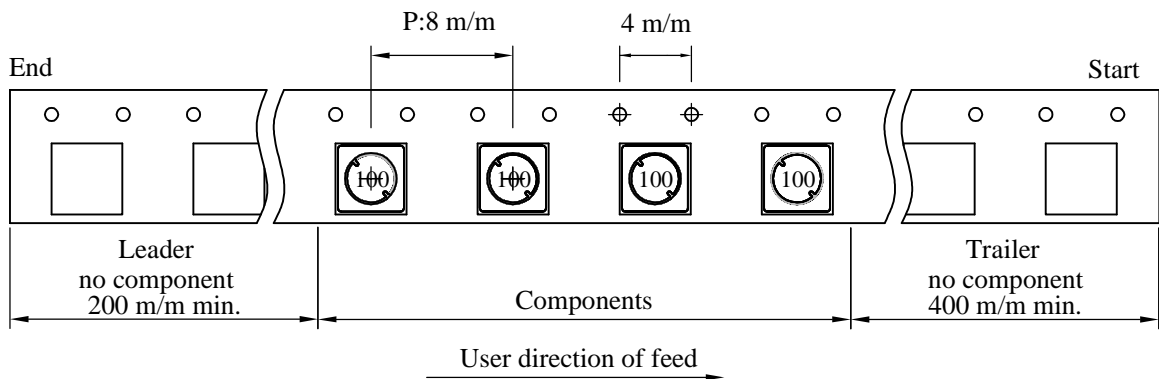 P:8 m/m
4 m/m
End
Start
100
100
100
100
Leader
no component
200 m/m min.
Components
Trailer
no component
400 m/m min.
User direction of feed